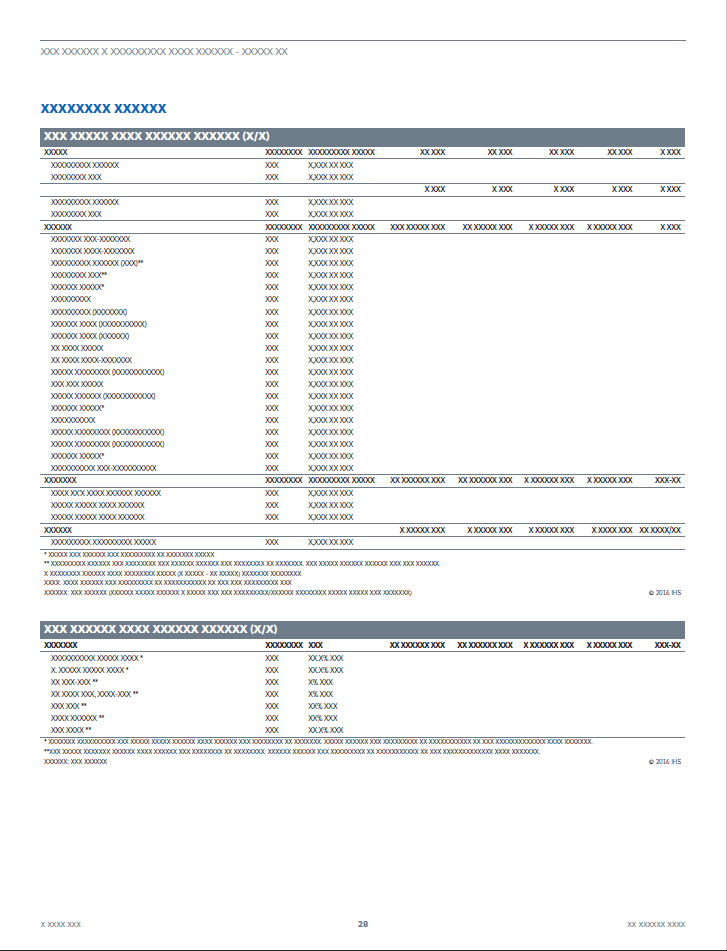 XXX XXXXXX X XXXXXXXXX XXXX XXXXXX - XXXXX XX
XXXXXXXX XXXXXX
XXX XXXXX XXXX XXXXXX XXXXXX (X/X)
XXXXX XXXXXXXX XXXXXXXXX XXXXX XX XXX XX XXX XX XXX XX XXX X XXX
XXXXXXXXX XXXXXX XXX X,XXX XX XXX
XXXXXXXX XXX XXX X,XXX XX XXX
X XXX X XXX X XXX X XXX X XXX
XXXXXXXXX XXXXXX XXX X,XXX XX XXX
XXXXXXXX XXX XXX X,XXX XX XXX
XXXXXX XXXXXXXX XXXXXXXXX XXXXX XXX XXXXX XXX XX XXXXX XXX X XXXXX XXX X XXXXX XXX X XXX
XXXXXXX XXX-XXXXXXX XXX X,XXX XX XXX
XXXXXXX XXXX-XXXXXXX XXX X,XXX XX XXX
XXXXXXXXX XXXXXX (XXX)** XXX X,XXX XX XXX
XXXXXXXX XXX** XXX X,XXX XX XXX
XXXXXX XXXXX* XXX X,XXX XX XXX
XXXXXXXXX XXX X,XXX XX XXX
XXXXXXXXX (XXXXXXX) XXX X,XXX XX XXX
XXXXXX XXXX (XXXXXXXXXXX) XXX X,XXX XX XXX
XXXXXX XXXX (XXXXXX) XXX X,XXX XX XXX
XX XXXX XXXXX XXX X,XXX XX XXX
XX XXXX XXXX-XXXXXXX XXX X,XXX XX XXX
XXXXX XXXXXXXX (XXXXXXXXXXXX) XXX X,XXX XX XXX
XXX XXX XXXXX XXX X,XXX XX XXX
XXXXX XXXXXX (XXXXXXXXXXXX) XXX X,XXX XX XXX
XXXXXX XXXXX* XXX X,XXX XX XXX
XXXXXXXXXX XXX X,XXX XX XXX
XXXXX XXXXXXXX (XXXXXXXXXXXX) XXX X,XXX XX XXX
XXXXX XXXXXXXX (XXXXXXXXXXXX) XXX X,XXX XX XXX
XXXXXX XXXXX* XXX X,XXX XX XXX
XXXXXXXXXX XXX-XXXXXXXXXX XXX X,XXX XX XXX
XXXXXXX XXXXXXXX XXXXXXXXX XXXXX XX XXXXXX XXX XX XXXXXX XXX X XXXXXX XXX X XXXXX XXX XXX-XX
XXXX XX'X XXXX XXXXXX XXXXXX XXX X,XXX XX XXX
XXXXX XXXXX XXXX XXXXXX XXX X,XXX XX XXX
XXXXX XXXXX XXXX XXXXXX XXX X,XXX XX XXX
XXXXXX X XXXXX XXX X XXXXX XXX X XXXXX XXX X XXXX XXX XX XXXX/XX
XXXXXXXXX XXXXXXXXX XXXXX XXX X,XXX XX XXX
* XXXXX XXX XXXXXX XXX XXXXXXXXX XX XXXXXXX XXXXX
** XXXXXXXXX XXXXXX XXX XXXXXXXX XXX XXXXXX XXXXXX XXX XXXXXXXX XX XXXXXXX. XXX XXXXX XXXXXX XXXXXX XXX XXX XXXXXX.
X XXXXXXXX XXXXXX XXXX XXXXXXXX XXXXX (X XXXXX - XX XXXXX) XXXXXXX XXXXXXXX
XXXX: XXXX XXXXXX XXX XXXXXXXXX XX XXXXXXXXXXX XX XXX XXX XXXXXXXXX XXX
XXXXXX: XXX XXXXXX (XXXXXX XXXXX XXXXXX X XXXXX XXX XXX XXXXXXXXXX/XXXXXX XXXXXXXX XXXXX XXXXX XXX XXXXXXX) © 2016 IHS
XXX XXXXXX XXXX XXXXXX XXXXXX (X/X)
XXXXXXX XXXXXXXX XXX XX XXXXXX XXX XX XXXXXX XXX X XXXXXX XXX X XXXXX XXX XXX-XX
XXXXXXXXXX XXXXX XXXX * XXX XX.X% XXX
X. XXXXX XXXXX XXXX * XXX XX.X% XXX
XX XXX-XXX ** XXX X% XXX
XX XXXX XXX, XXXX-XXX ** XXX X% XXX
XXX XXX ** XXX XX% XXX
XXXX XXXXXX ** XXX XX% XXX
XXX XXXX ** XXX XX.X% XXX
* XXXXXXX XXXXXXXXXX XXX XXXXX XXXXX XXXXXX XXXX XXXXXX XXX XXXXXXXX XX XXXXXXX. XXXXX XXXXXX XXX XXXXXXXXX XX XXXXXXXXXXX XX XXX XXXXXXXXXXXXX XXXX XXXXXXX.
**XXX XXXXX XXXXXXX XXXXXX XXXX XXXXXX XXX XXXXXXXX XX XXXXXXXX. XXXXXX XXXXXX XXX XXXXXXXXX XX XXXXXXXXXXX XX XXX XXXXXXXXXXXXX XXXX XXXXXXX.
XXXXXX: XXX XXXXXX © 2016 IHS
X XXXX XXX 28 XX XXXXXX XXXX